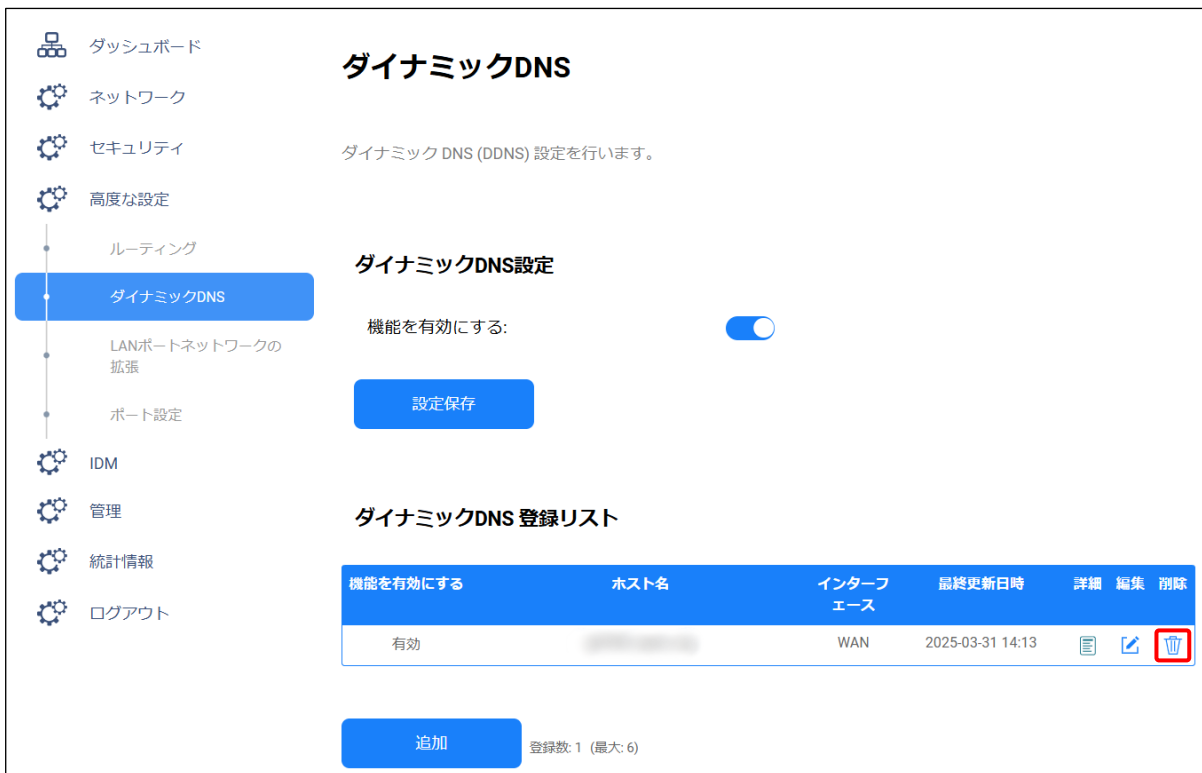 ダッシュボード
ネットワーク
セキュリティ
高度な設定
ルーティング
ダイナミックDNS
LANポートネットワークの
拡張
ポート設定
IDM
管理
統計情報
ログアウト
ダイナミックDNS
ダイナミック DNS (DDNS) 設定を行います。
ダイナミックDNS設定
機能を有効にする:
設定保存
ダイナミックDNS 登録リスト
機能を有効にする ホスト名 インターフ
ェース 最終更新日時 詳細 編集 削除
有効 WAN 2025-03-31 14:13
追加 登録数: 1 (最大: 6)